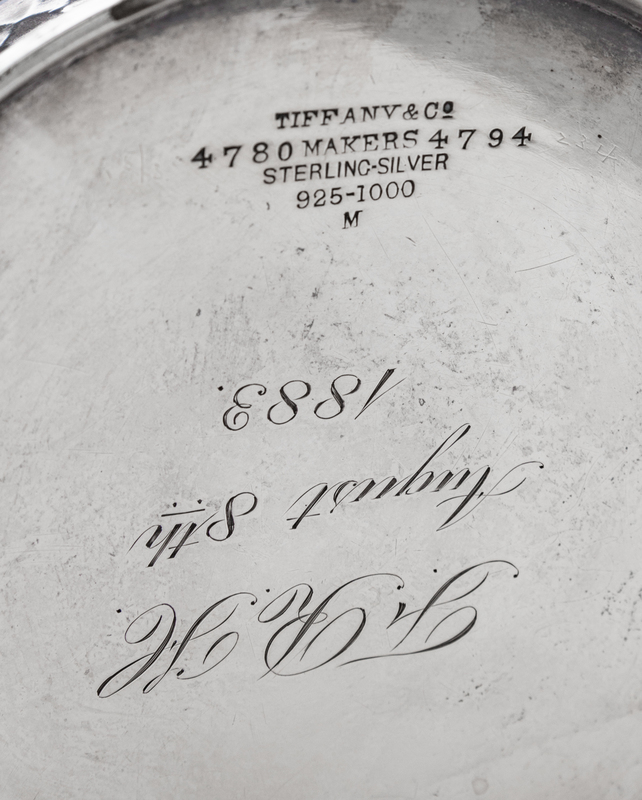 TIFFANY & Cº
4780 MAKERS 4794
STERLING-SILVER
925-1000
M
August 8th
1883.